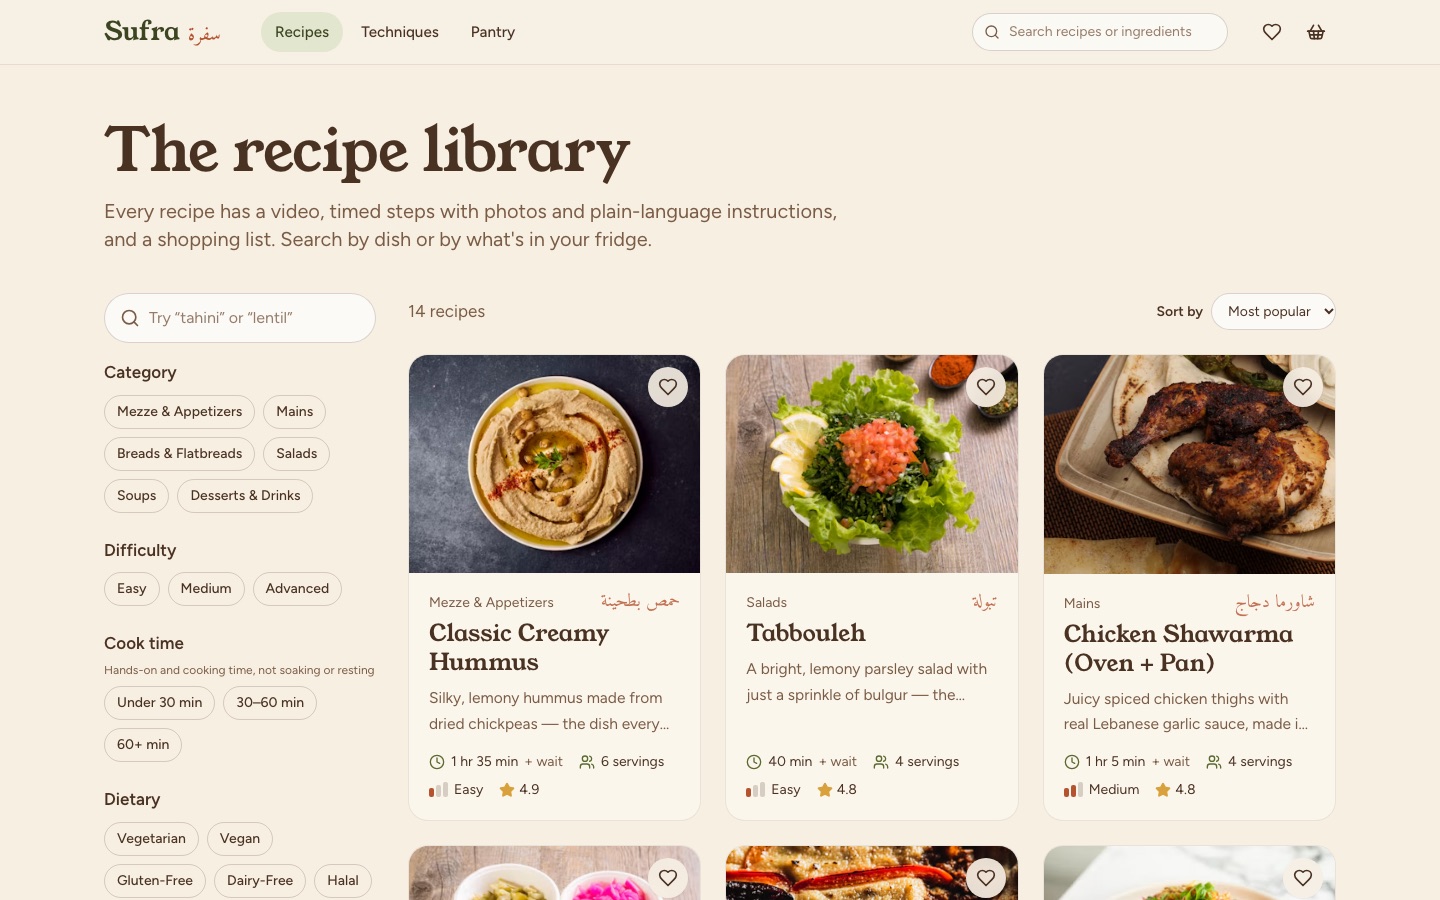 Sufra سفرة
Recipes
Techniques
Pantry
Search recipes or ingredients
The recipe library
Every recipe has a video, timed steps with photos and plain-language instructions,
and a shopping list. Search by dish or by what's in your fridge.
Try “tahini” or “lentil”
Category
Mezze & Appetizers
Mains
Breads & Flatbreads
Salads
Soups
Desserts & Drinks
Difficulty
Easy
Medium
Advanced
Cook time
Hands-on and cooking time, not soaking or resting
Under 30 min
30–60 min
60+ min
Dietary
Vegetarian
Vegan
Gluten-Free
Dairy-Free
Halal
14 recipes
Sort by
Most popular
Mezze & Appetizers
حمص بطحينة
Classic Creamy
Hummus
Silky, lemony hummus made from
dried chickpeas — the dish every...
1 hr 35 min + wait
6 servings
Easy
4.9
Salads
تبولة
Tabbouleh
A bright, lemony parsley salad with
just a sprinkle of bulgur — the...
40 min + wait
4 servings
Easy
4.8
Mains
شاورما دجاج
Chicken Shawarma
(Oven + Pan)
Juicy spiced chicken thighs with
real Lebanese garlic sauce, made i...
1 hr 5 min + wait
4 servings
Medium
4.8